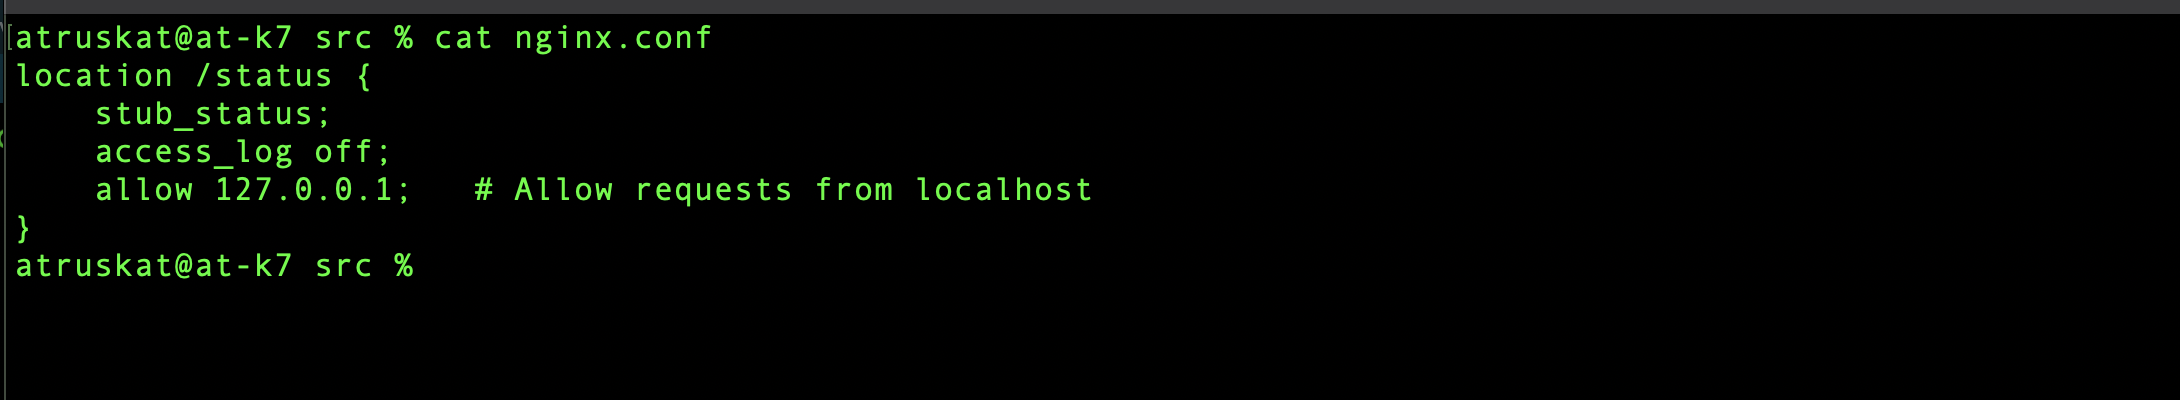 [atruskat@at-k7 src % cat nginx.conf
location /status {
    stub_status;
    access_log off;
    allow 127.0.0.1;   # Allow requests from localhost
}
atruskat@at-k7 src %